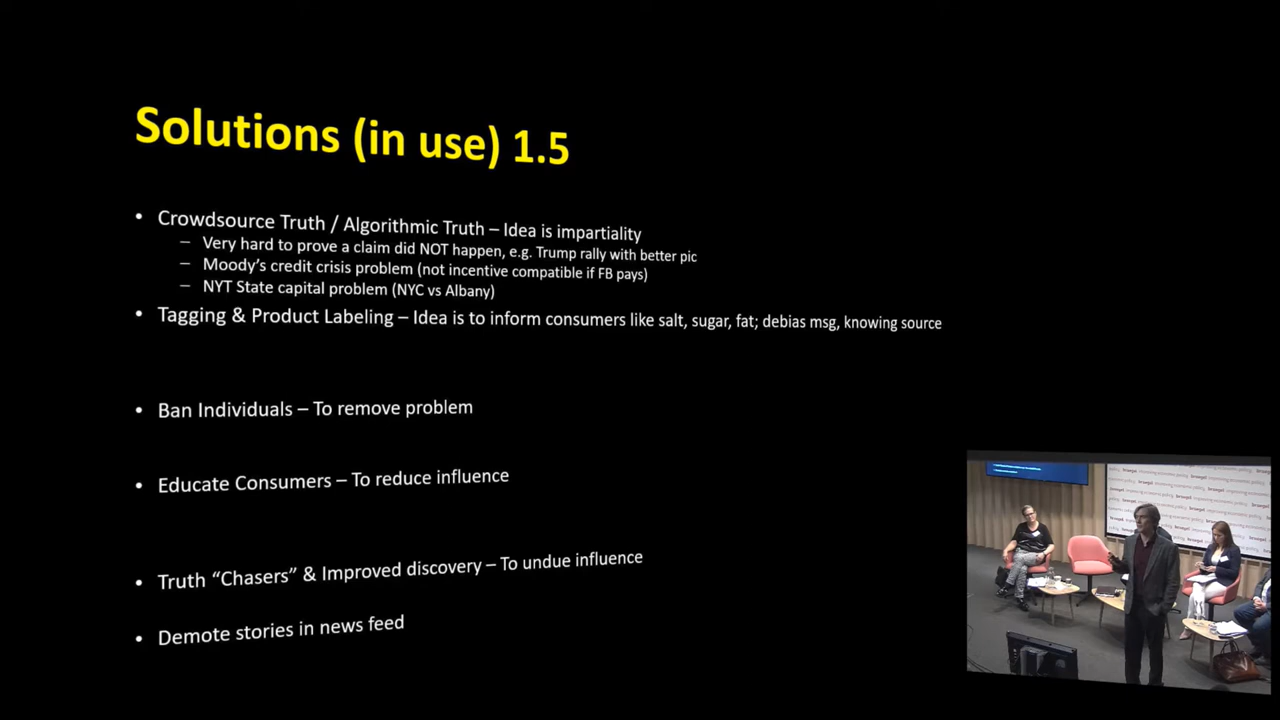 Solutions (in use) 1.5
• Crowdsource Truth / Algorithmic Truth – Idea is impartiality
– Very hard to prove a claim did NOT happen, e.g. Trump rally with better pic
– Moody's credit crisis problem (not incentive compatible if FB pays)
– NYT State capital problem (NYC vs Albany)
• Tagging & Product Labeling – Idea is to inform consumers like salt, sugar, fat; debias msg, knowing source
• Ban Individuals – To remove problem
• Educate Consumers – To reduce influence
• Truth “Chasers” & Improved discovery – To undue influence
• Demote stories in news feed